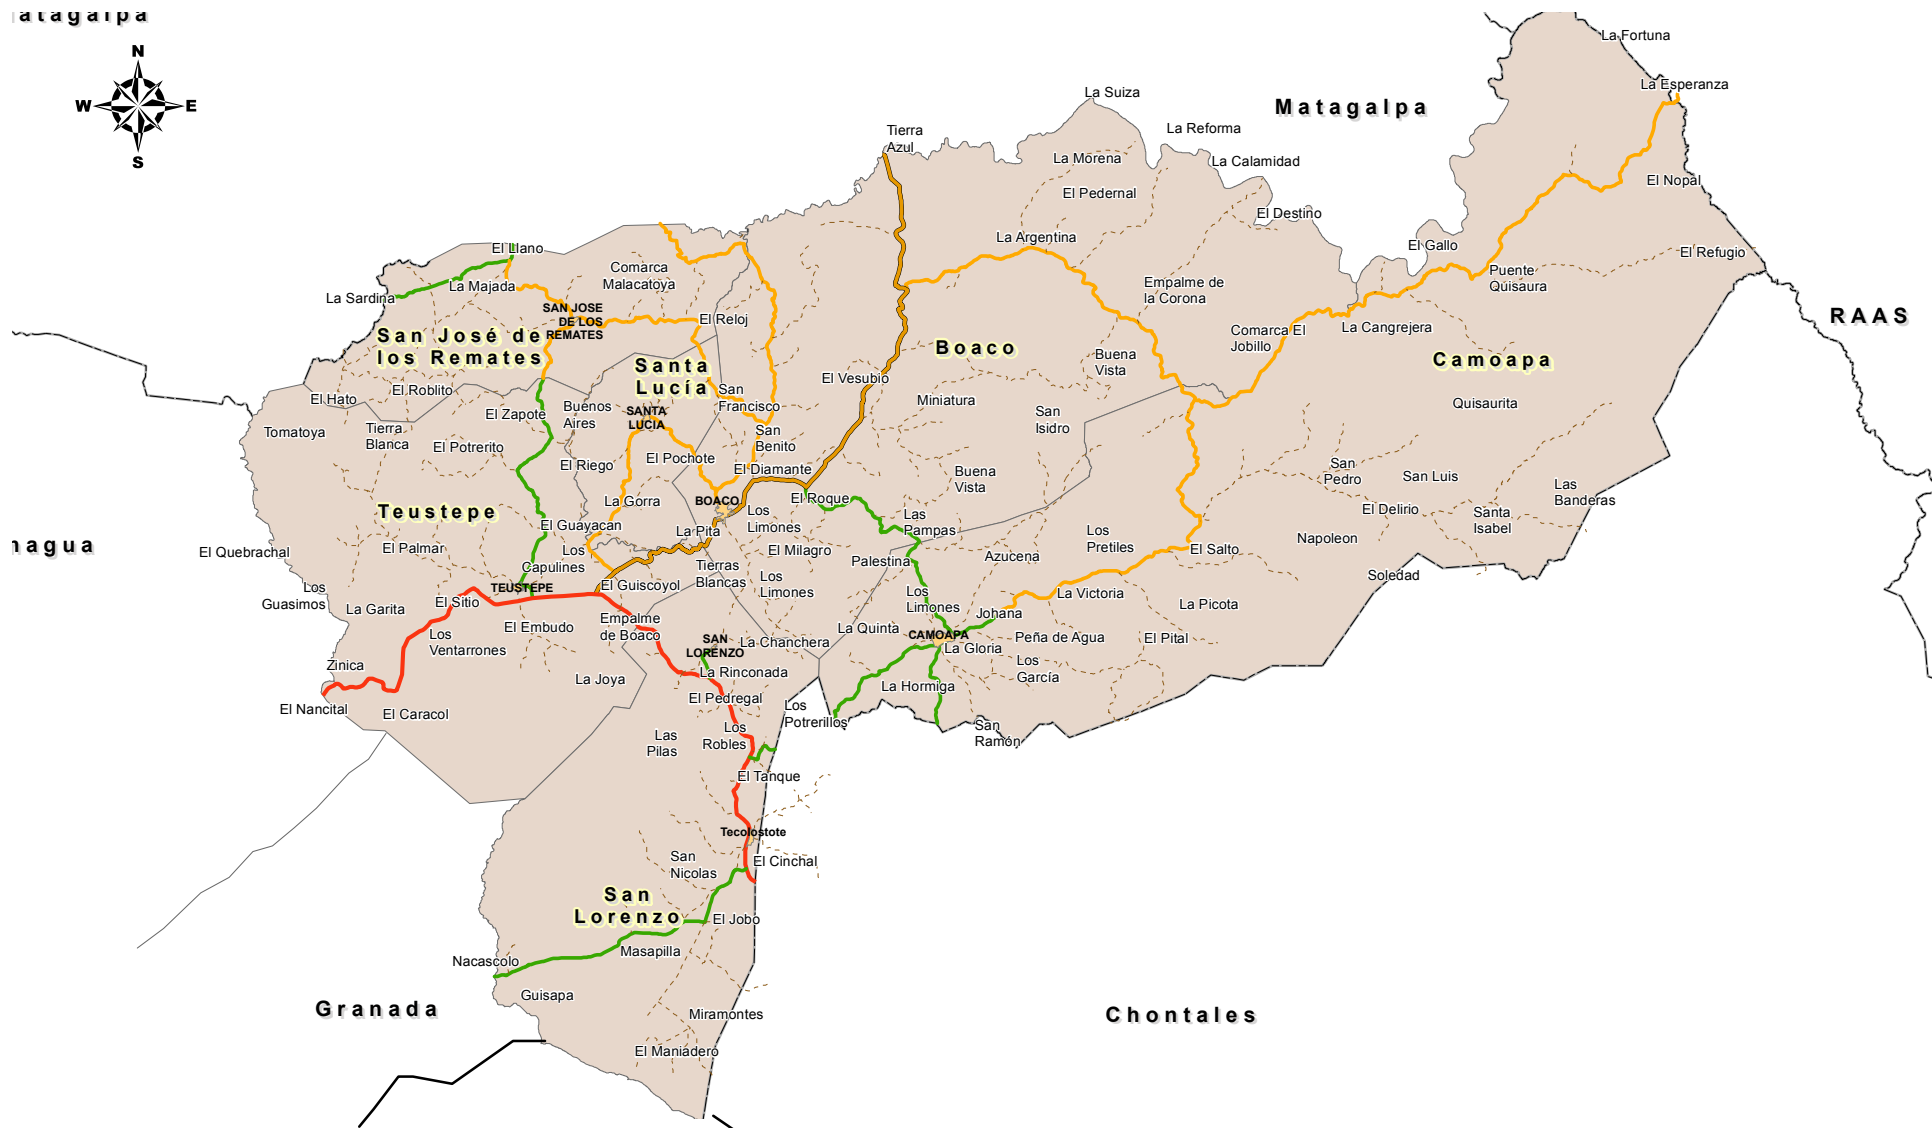 atagalpa
N
W
E
S
La Fortuna
La Esperanza
La Suiza
Matagalpa
La Reforma
Tierra
Azul
La Morena
La Calamidad
El Pedernal
El Nopal
El Destino
La Argentina
El Gallo
El Refugio
El Llano
Comarca
Malacatoya
La Majada
La Sardina
Puente
Quisaura
Empalme de
la Corona
SAN JOSE
DE LOS
REMATES
El Reloj
RAAS
La Cangrejera
Comarca El
Jobillo
San José de
los Remates
Boaco
Camoapa
Buena
Vista
Santa
Lucía
El Vesubio
El Roblito
El Hato
San
Francisco
Miniatura
Quisaurita
Buenos
Aires
El Zapote
SANTA
LUCIA
San
Isidro
Tomatoya
Tierra
Blanca
El Potrerito
San
Benito
El Riego
El Pochote
El Diamante
Buena
Vista
San
Pedro
San Luis
Las
Banderas
La Gorra
BOACO
El Roque
Teustepe
Los
Limones
Las
Pampas
El Delirio
Santa
Isabel
El Guayacan
La Pita
Los
Pretiles
Napoleon
nagua
El Quebrachal
El Palmar
Los
Capulines
El Milagro
Palestina
Azucena
El Salto
Tierras
Blancas
Los
Limones
Soledad
Los
Guasimos
TEUSTEPE
El Guiscoyol
Los
Limones
La Victoria
La Garita
El Sitio
Johana
La Picota
El Embudo
Empalme
de Boaco
Los
Ventarrones
SAN
LORENZO
La Chanchera
La Quinta
CAMOAPA
La Gloria
Peña de Agua
El Pital
Zinica
La Joya
La Rinconada
Los
García
El Pedregal
La Hormiga
El Nancital
El Caracol
Los
Potrerillos
San
Ramón
Las
Pilas
Los
Robles
El Tanque
Tecolostote
San
Nicolas
El Cinchal
San
Lorenzo
El Jobo
Masapilla
Nacascolo
Guisapa
Granada
Miramontes
Chontales
El Maniadero